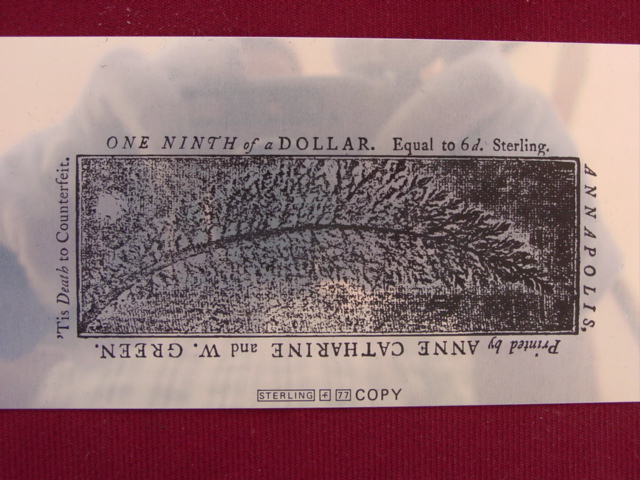 ONE NINTH of a DOLLAR. Equal to 6d. Sterling.
ANNAPOLIS,
Printed by ANNE CATHARINE and W. GREEN.
'Tis Death to Counterfeit.
STERLING + 77 COPY